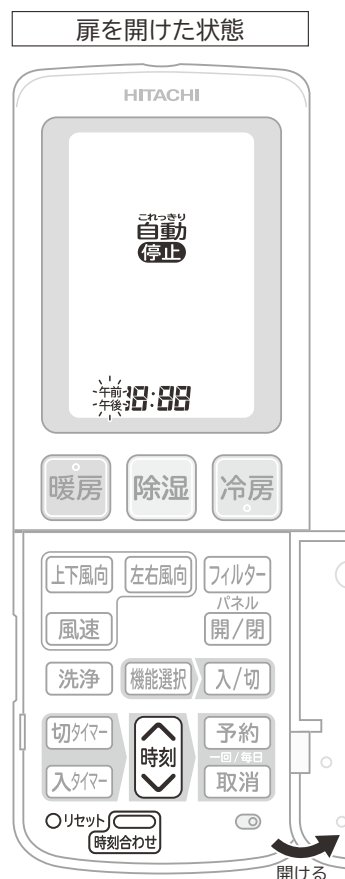 扉を開けた状態
HITACHI
これっきり
自動
停止
午前
午後
18:88
暖房
除湿
冷房
上下風向
左右風向
フィルター
パネル
風速
開/閉
洗浄
機能選択
入/切
切タイマー
時刻
予約
一回/毎日
入タイマー
取消
リセット
時刻合わせ
開ける